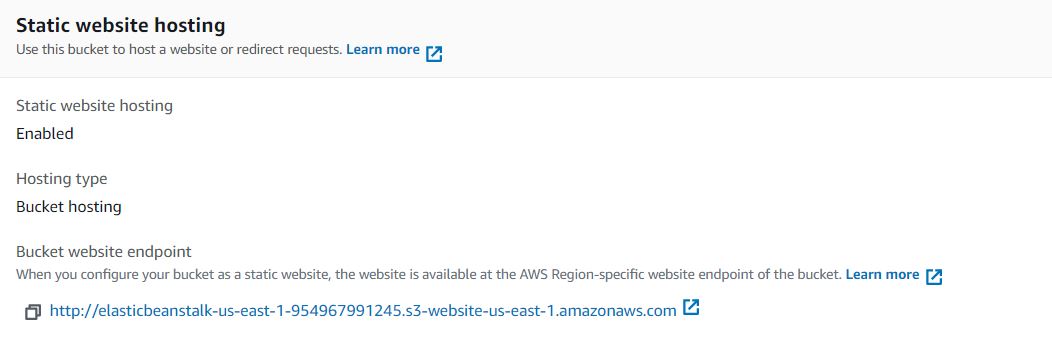 Static website hosting
Use this bucket to host a website or redirect requests. Learn more
Static website hosting
Enabled
Hosting type
Bucket hosting
Bucket website endpoint
When you configure your bucket as a static website, the website is available at the AWS Region-specific website endpoint of the bucket. Learn more
http://elasticbeanstalk-us-east-1-954967991245.s3-website-us-east-1.amazonaws.com